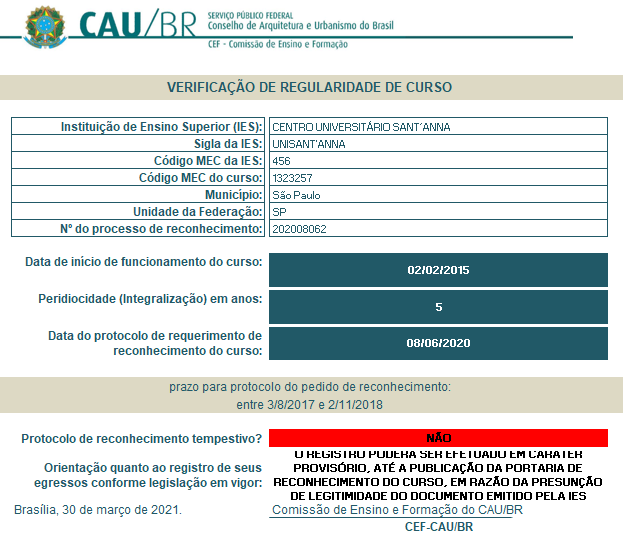 CAU/BR
SERVIÇO PÚBLICO FEDERAL
Conselho de Arquitetura e Urbanismo do Brasil
CEF - Comissão de Ensino e Formação
VERIFICAÇÃO DE REGULARIDADE DE CURSO
Instituição de Ensino Superior (IES): CENTRO UNIVERSITÁRIO SANT´ANNA
Sigla da IES: UNISANT'ANNA
Código MEC da IES: 456
Código MEC do curso: 1323257
Município: São Paulo
Unidade da Federação: SP
Nº do processo de reconhecimento: 202008062
Data de início de funcionamento do curso: 02/02/2015
Peridiocidade (Integralização) em anos: 5
Data do protocolo de requerimento de
reconhecimento do curso: 08/06/2020
prazo para protocolo do pedido de reconhecimento:
entre 3/8/2017 e 2/11/2018
Protocolo de reconhecimento tempestivo? NÃO
Orientação quanto ao registro de seus
egressos conforme legislação em vigor:
O REGISTRO PODERÁ SER EFETUADO EM CARÁTER
PROVISÓRIO, ATÉ A PUBLICAÇÃO DA PORTARIA DE
RECONHECIMENTO DO CURSO, EM RAZÃO DA PRESUNÇÃO
DE LEGITIMIDADE DO DOCUMENTO EMITIDO PELA IES
Brasília, 30 de março de 2021.
Comissão de Ensino e Formação do CAU/BR
CEF-CAU/BR